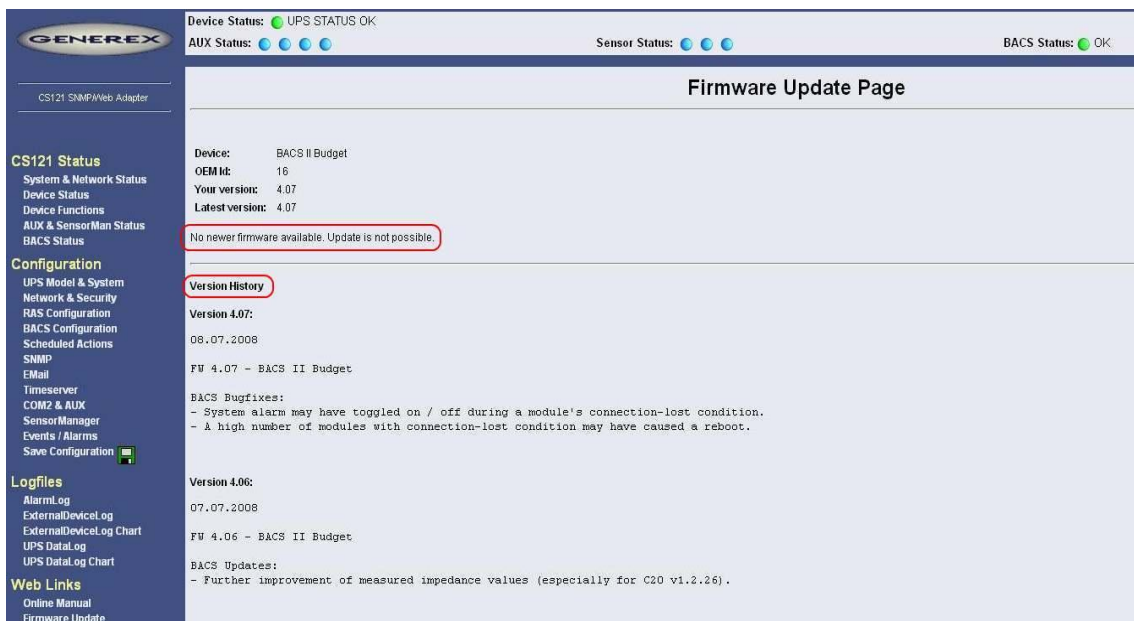 GENEREX
CS121 SNMP/Web Adapter
CS121 Status
System & Network Status
Device Status
Device Functions
AUX & SensorMan Status
BACS Status
Configuration
UPS Model & System
Network & Security
RAS Configuration
BACS Configuration
Scheduled Actions
SNMP
EMail
Timeserver
COM2 & AUX
SensorManager
Events / Alarms
Save Configuration
Logfiles
AlarmLog
ExternalDeviceLog
ExternalDeviceLog Chart
UPS DataLog
UPS DataLog Chart
Web Links
Online Manual
Firmware Update
Device Status: UPS STATUS OK
AUX Status: Sensor Status: BACS Status: OK
Firmware Update Page
Device: BACS II Budget
OEM Id: 16
Your version: 4.07
Latest version: 4.07
No newer firmware available. Update is not possible.
Version History
Version 4.07:
08.07.2008
FW 4.07 - BACS II Budget
BACS Bugfixes:
- System alarm may have toggled on / off during a module's connection-lost condition.
- A high number of modules with connection-lost condition may have caused a reboot.
Version 4.06:
07.07.2008
FW 4.06 - BACS II Budget
BACS Updates:
- Further improvement of measured impedance values (especially for C20 v1.2.26).